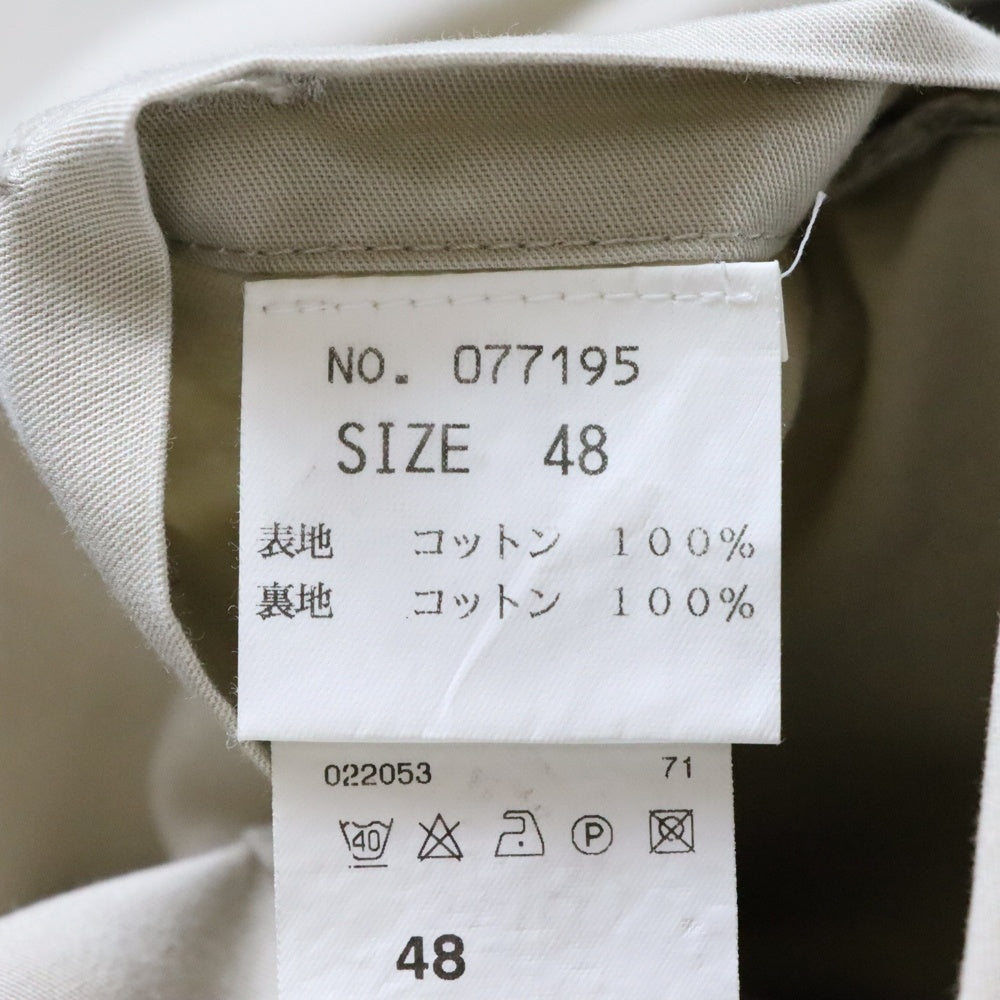 NO. 077195
SIZE 48
表地 コットン 100%
裏地 コットン 100%
022053 71
40 P
48